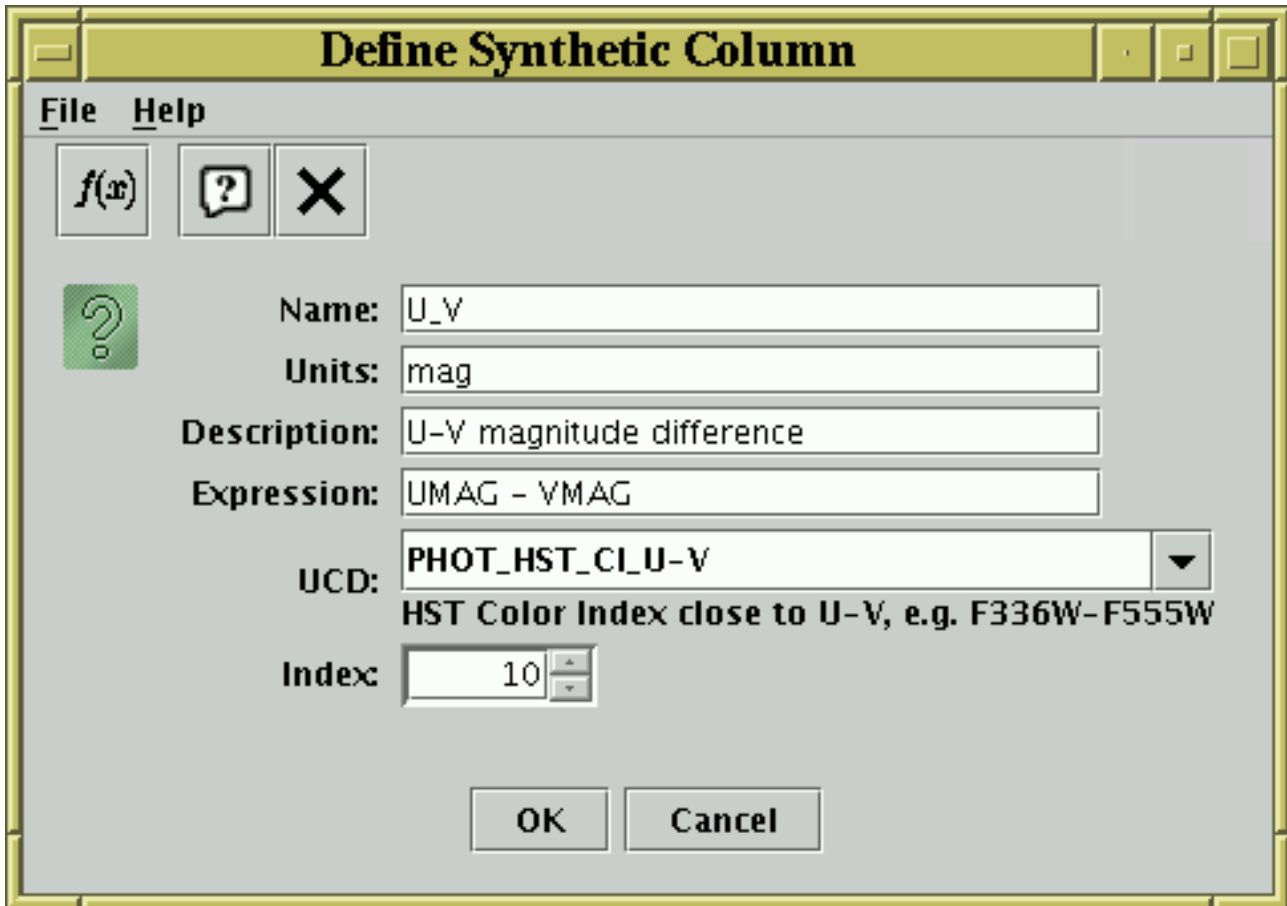 Define Synthetic Column
File Help
f(x) ?
?
Name: U_V
Units: mag
Description: U-V magnitude difference
Expression: UMAG - VMAG
UCD: PHOT_HST_CI_U-V
HST Color Index close to U-V, e.g. F336W-F555W
Index: 10
OK Cancel